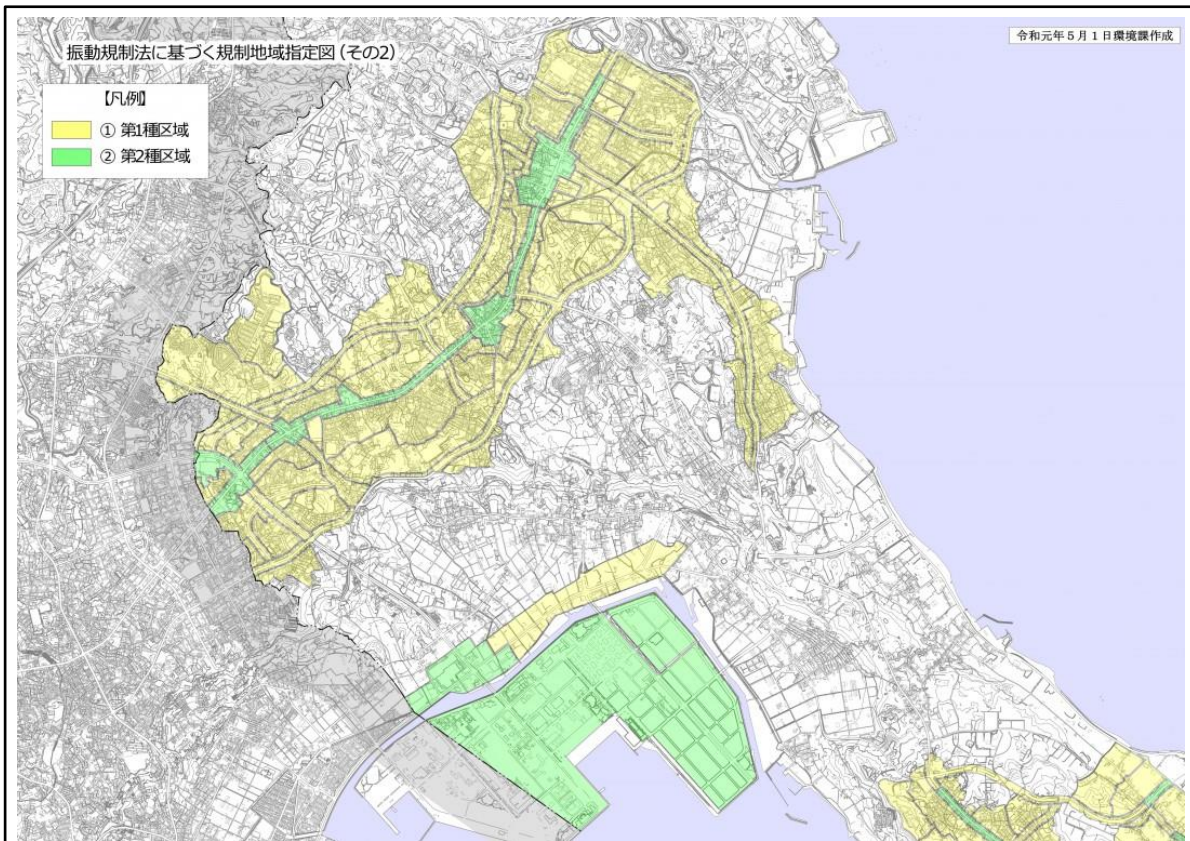 振動規制法に基づく規制地域指定図(その2)
令和元年5月1日環境課作成
【凡例】
① 第1種区域
② 第2種区域